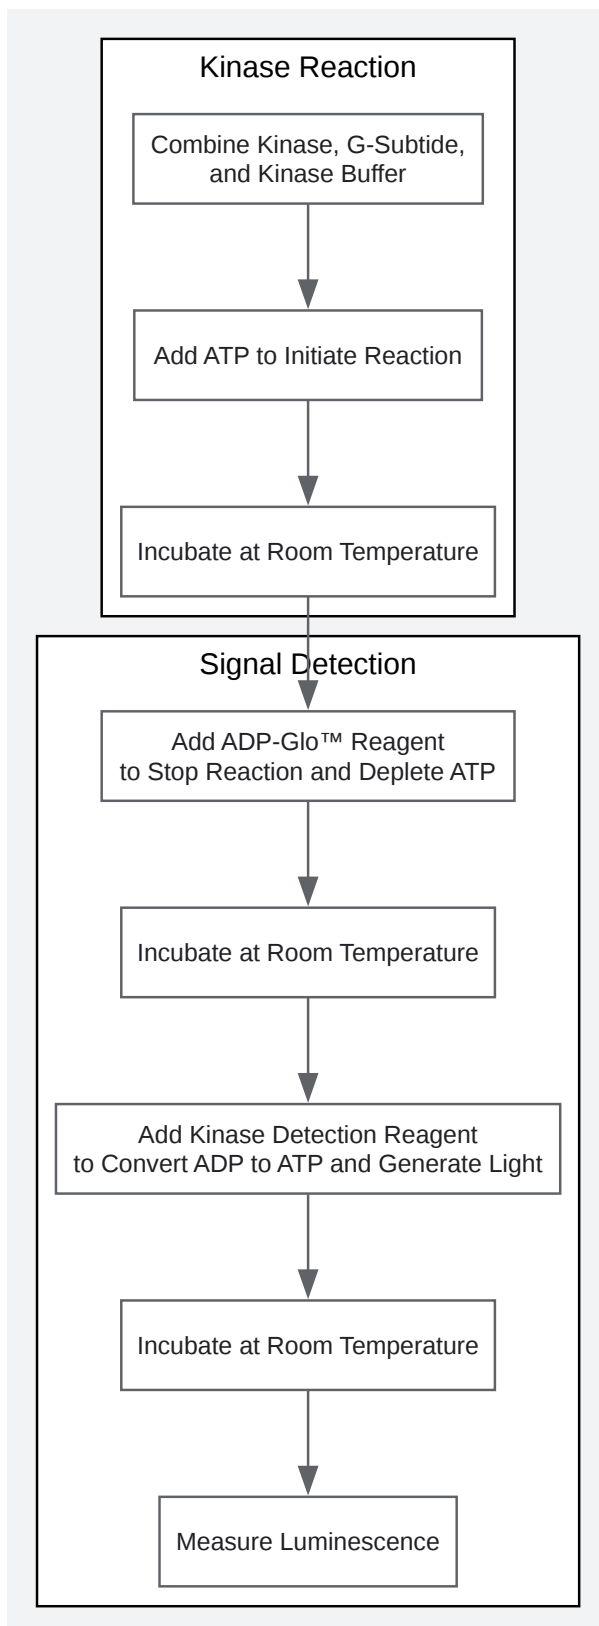 Kinase Reaction
Combine Kinase, G-Subtide,
and Kinase Buffer
Add ATP to Initiate Reaction
Incubate at Room Temperature
Signal Detection
Add ADP-Glo™ Reagent
to Stop Reaction and Deplete ATP
Incubate at Room Temperature
Add Kinase Detection Reagent
to Convert ADP to ATP and Generate Light
Incubate at Room Temperature
Measure Luminescence